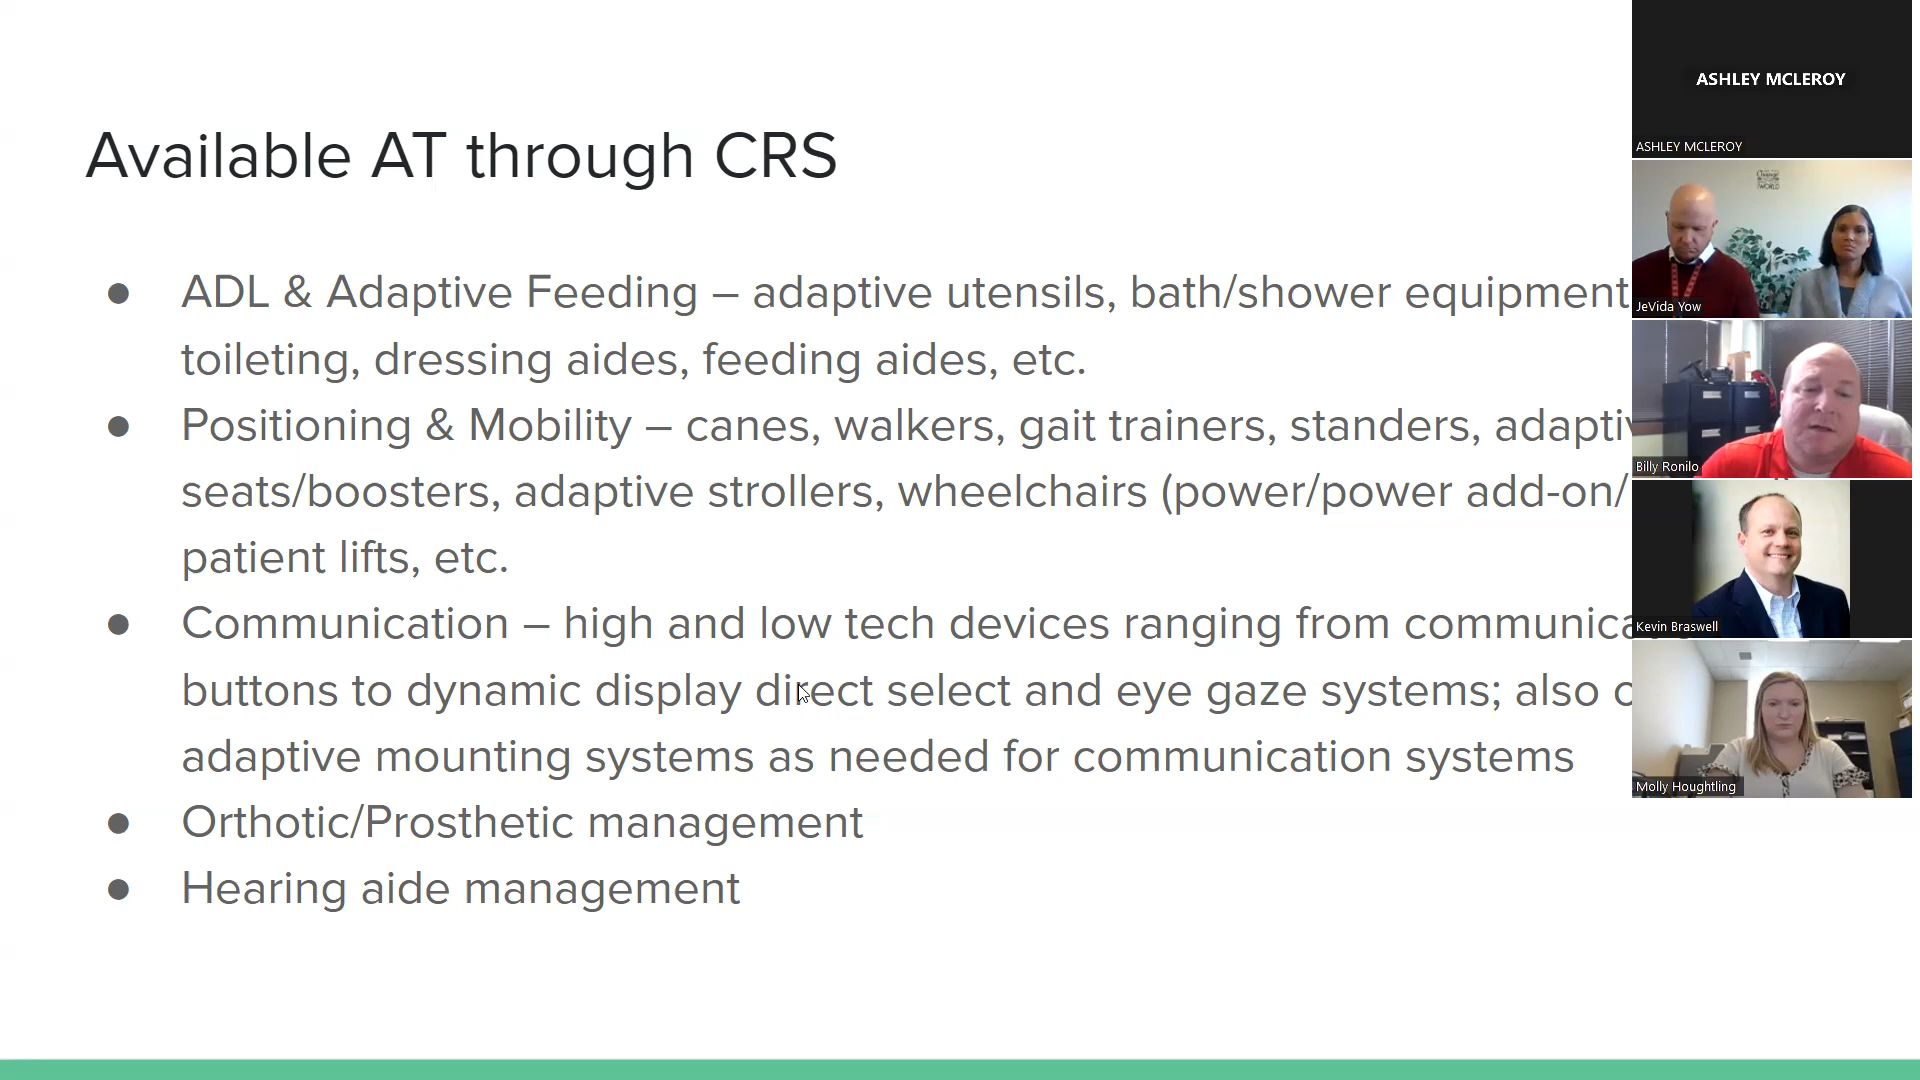 Available AT through CRS
● ADL & Adaptive Feeding – adaptive utensils, bath/shower equipment
toileting, dressing aides, feeding aides, etc.
● Positioning & Mobility – canes, walkers, gait trainers, standers,
seats/boosters, adaptive strollers, wheelchairs (power/power add-on/
patient lifts, etc.
● Communication – high and low tech devices ranging from
buttons to dynamic display direct select and eye gaze systems; also
adaptive mounting systems as needed for communication systems
● Orthotic/Prosthetic management
● Hearing aide management
ASHLEY MCLEROY
ASHLEY MCLEROY
Change
WORLD
JeVida Yow
Billy Ronilo
Kevin Braswell
Molly Houghtling